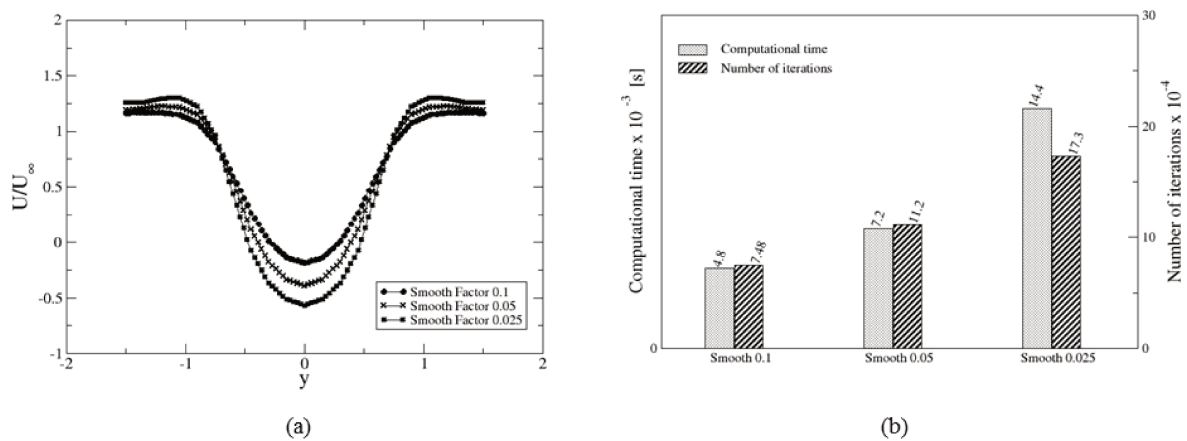 2
1.5
1
0.5
0
-0.5
-1
-2
-1
0
1
2
U/U∞
y
Smooth Factor 0.1
Smooth Factor 0.05
Smooth Factor 0.025
(a)
Computational time x 10⁻³ [s]
0
Computational time
Number of iterations
4.8
7.48
7.2
11.2
14.4
17.3
Smooth 0.1
Smooth 0.05
Smooth 0.025
30
20
10
0
Number of iterations x 10⁻⁴
(b)